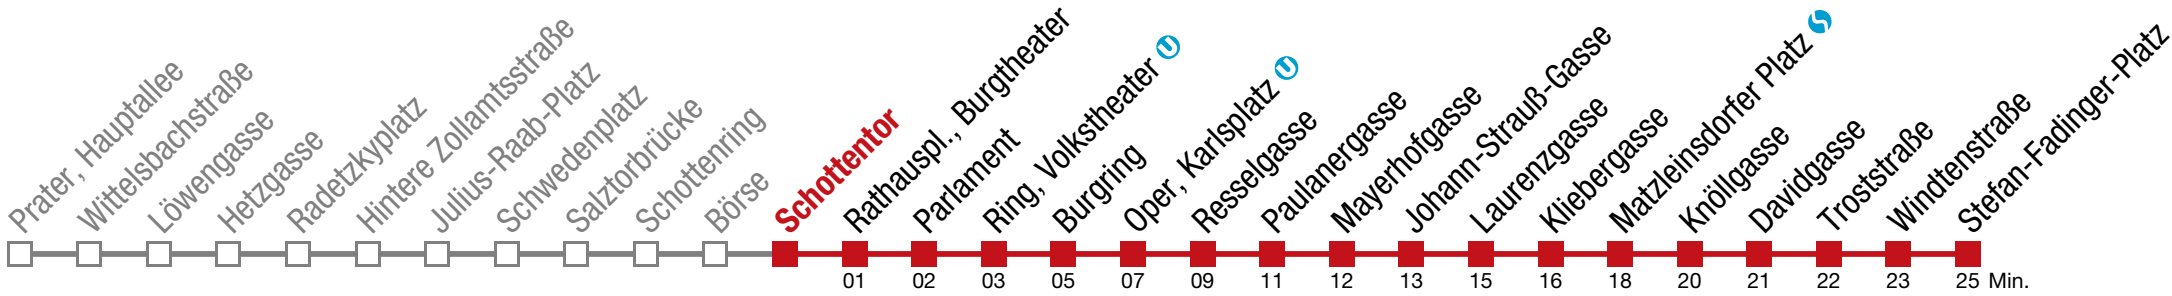 Prater, Hauptallee
Wittelsbachstraße
Löwengasse
Hetzgasse
Radetzkyplatz
Hintere Zollamtsstraße
Julius-Raab-Platz
Schwedenplatz
Salztorbrücke
Schottenring
Börse
Schottentor
Rathauspl., Burgtheater
Parlament
Ring, Volkstheater U
Burgring
Oper, Karlsplatz U
Resselgasse
Paulanergasse
Mayerhofgasse
Johann-Strauß-Gasse
Laurenzgasse
Kliebergasse
Matzleinsdorfer Platz S
Knöllgasse
Davidgasse
Troststraße
Windtenstraße
Stefan-Fadinger-Platz
01 02 03 05 07 09 11 12 13 15 16 18 20 21 22 23 25 Min.